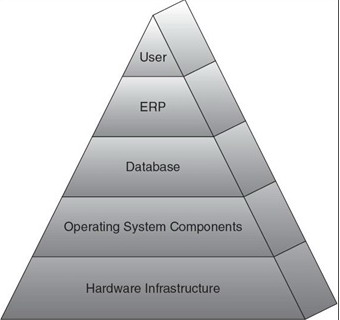 User
ERP
Database
Operating System Components
Hardware Infrastructure